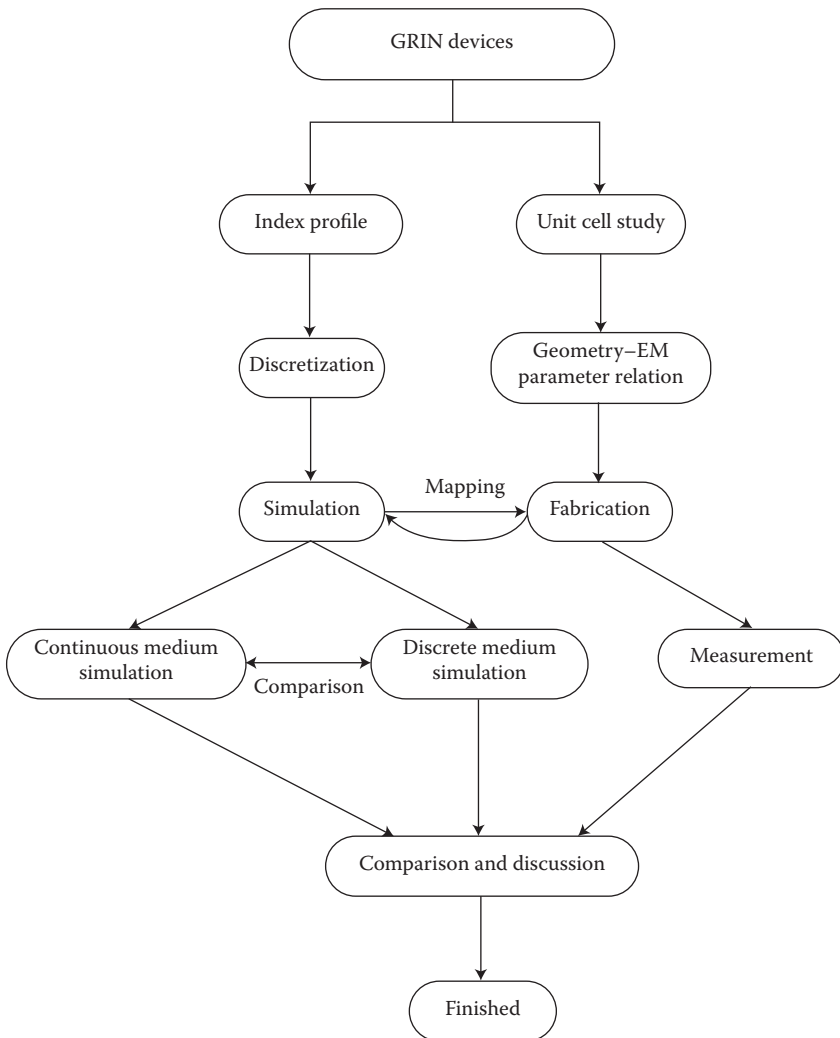 GRIN devices
Index profile
Unit cell study
Discretization
Geometry–EM
parameter relation
Simulation
Mapping
Fabrication
Continuous medium
simulation
Comparison
Discrete medium
simulation
Measurement
Comparison and discussion
Finished